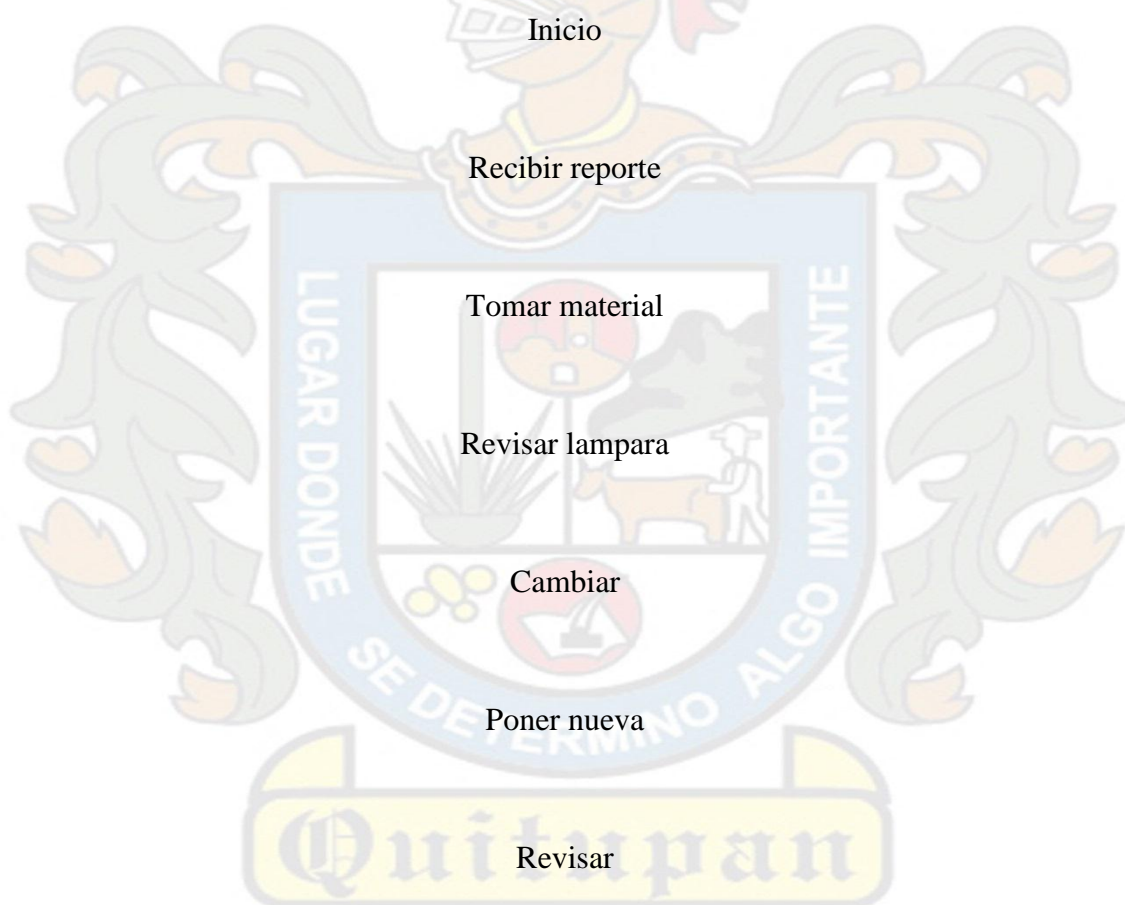 Inicio
Recibir reporte
Tomar material
Revisar lampara
Cambiar
Poner nueva
Revisar
LUGAR DONDE SE DETERMINO ALGO IMPORTANTE
Quitupan